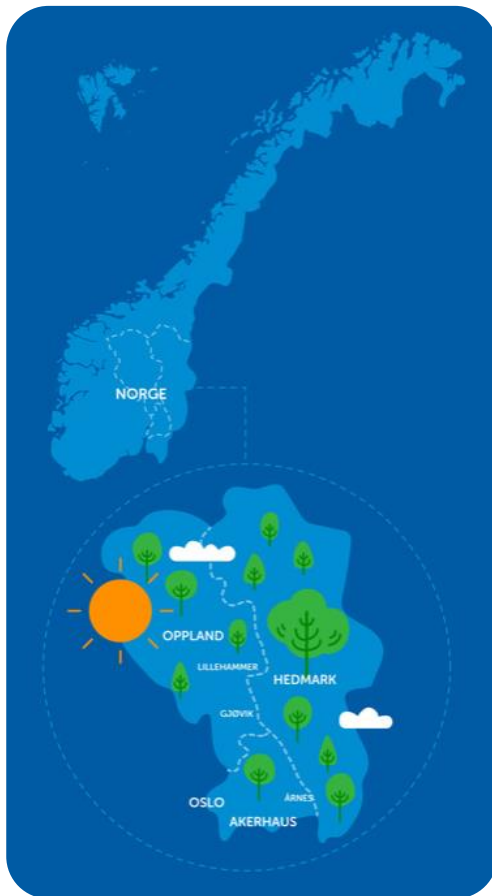 NORGE
OPPLAND
LILLEHAMMER
HEDMARK
GJØVIK
ÅRNES
OSLO
AKERHAUS